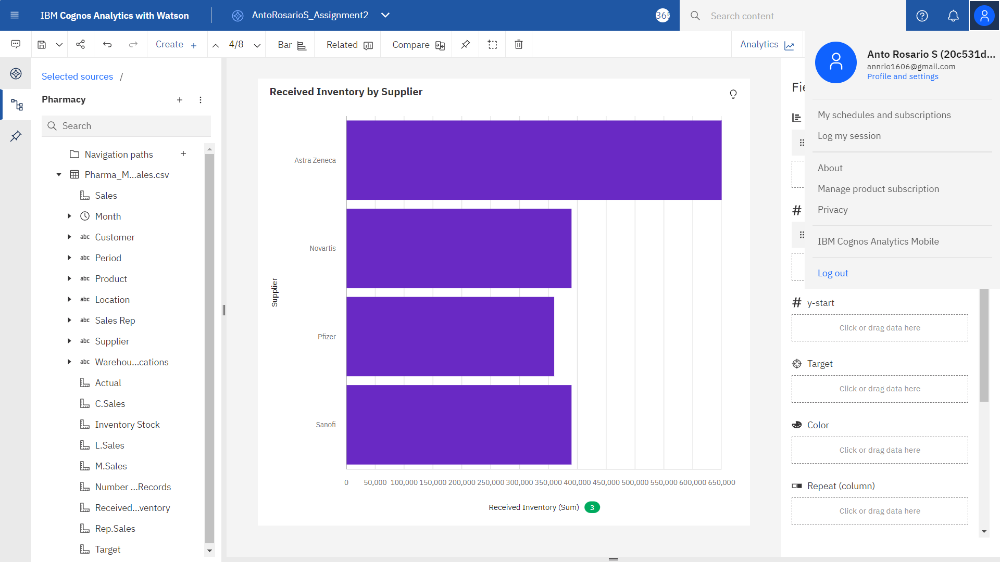 IBM Cognos Analytics with Watson
AntoRosarioS_Assignment2
365
Search content
Create +
4/8
Bar
Related
Compare
Analytics
Selected sources /
Pharmacy
Search
Navigation paths
Pharma_M...ales.csv
Sales
Month
abc Customer
abc Period
abc Product
abc Location
abc Sales Rep
abc Supplier
abc Warehou...cations
Actual
C.Sales
Inventory Stock
L.Sales
M.Sales
Number ...Records
Received...ventory
Rep.Sales
Target
Received Inventory by Supplier
Supplier
Astra Zeneca
Novartis
Pfizer
Sanofi
0 50,000 100,000 150,000 200,000 250,000 300,000 350,000 400,000 450,000 500,000 550,000 600,000 650,000
Received Inventory (Sum) 3
Anto Rosario S (20c531d...
annrio1606@gmail.com
Profile and settings
My schedules and subscriptions
Log my session
About
Manage product subscription
Privacy
IBM Cognos Analytics Mobile
Log out
# y-start
Click or drag data here
Target
Click or drag data here
Color
Click or drag data here
Repeat (column)
Click or drag data here